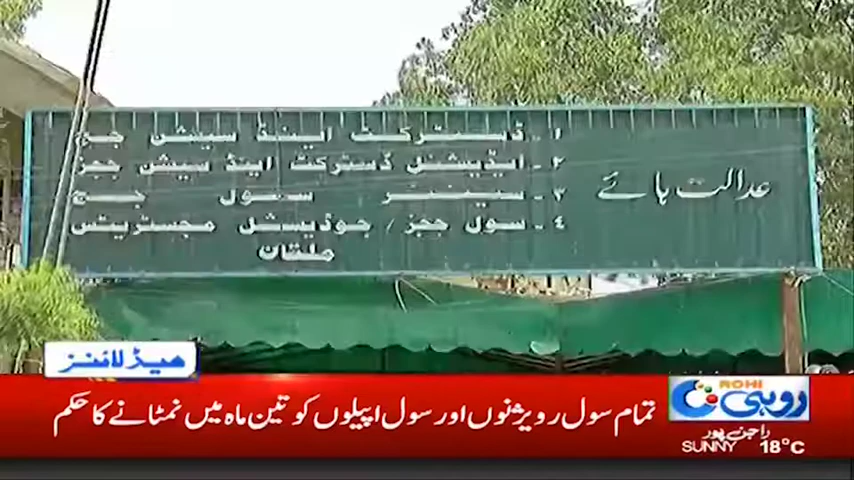 عدالت ہائے
۱ - ڈسٹرکٹ اینڈ سیشن جج
۲ - ایڈیشنل ڈسٹرکٹ اینڈ سیشن ججز
۳ - سینئر سول جج
۴ - سول ججز / جوڈیشل مجسٹریٹس
ملتان
ہیڈلائنز
تمام سول رویژنوں اور سول اپیلوں کو تین ماہ میں نمٹانے کا حکم
ROHI
روہی
راجن پور
SUNNY 18°C